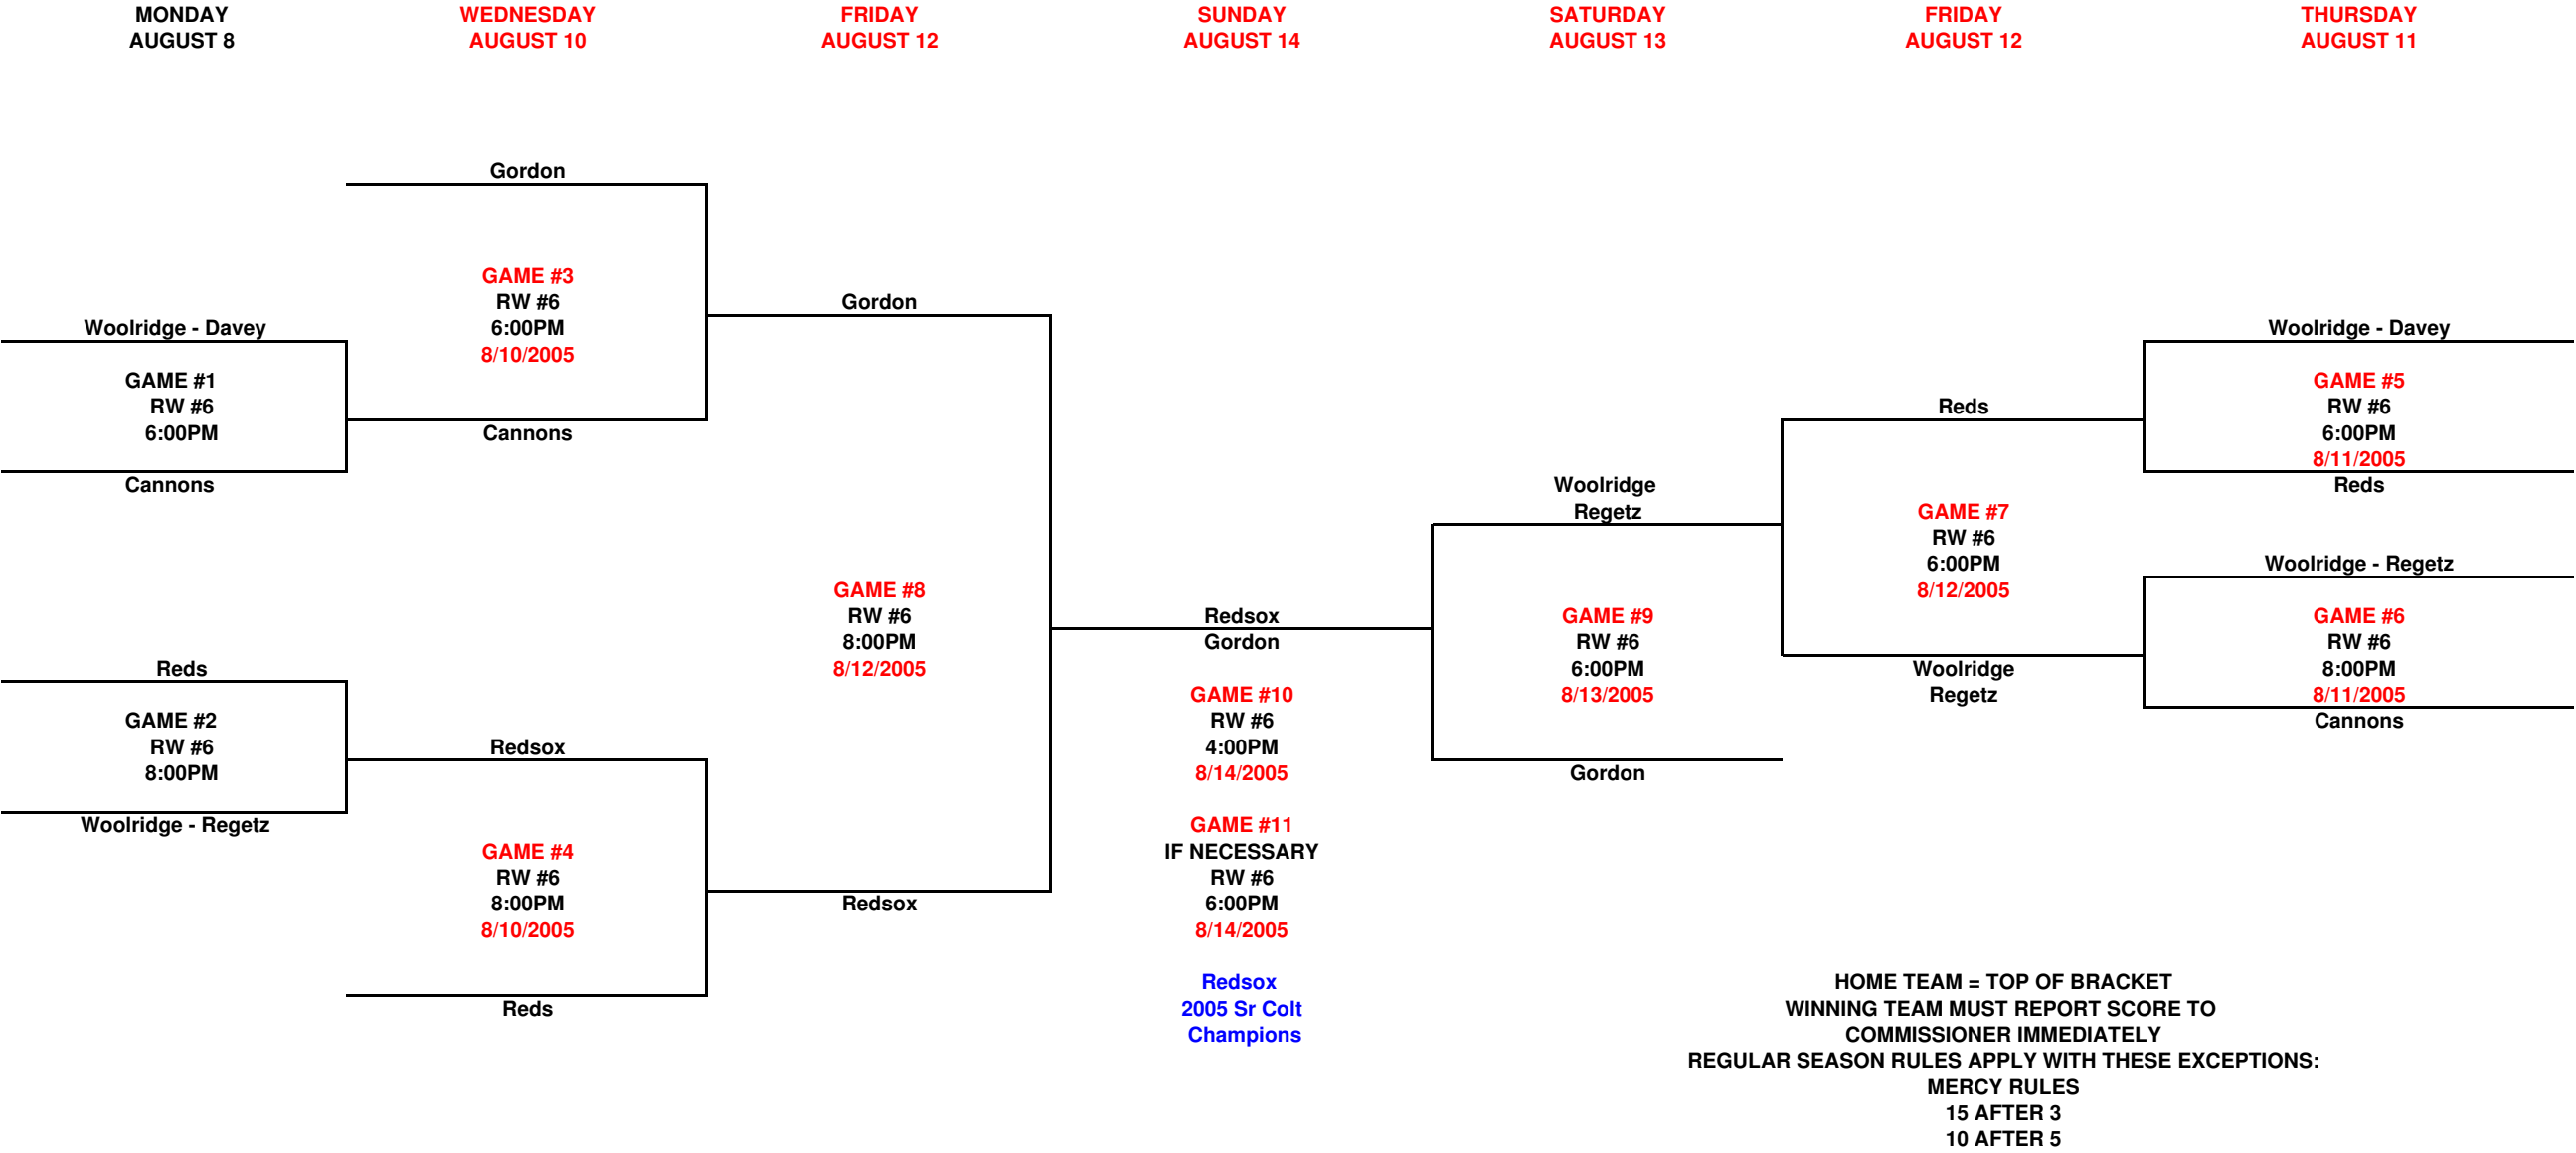 MONDAY
AUGUST 8
WEDNESDAY
AUGUST 10
FRIDAY
AUGUST 12
SUNDAY
AUGUST 14
SATURDAY
AUGUST 13
FRIDAY
AUGUST 12
THURSDAY
AUGUST 11
Woolridge - Davey
GAME #1
RW #6
6:00PM
Cannons
Reds
GAME #2
RW #6
8:00PM
Woolridge - Regetz
Gordon
GAME #3
RW #6
6:00PM
8/10/2005
Cannons
Redsox
GAME #4
RW #6
8:00PM
8/10/2005
Reds
Gordon
GAME #8
RW #6
8:00PM
8/12/2005
Redsox
Redsox
Gordon
GAME #10
RW #6
4:00PM
8/14/2005
GAME #11
IF NECESSARY
RW #6
6:00PM
8/14/2005
Redsox
2005 Sr Colt
Champions
Woolridge
Regetz
GAME #9
RW #6
6:00PM
8/13/2005
Gordon
Reds
GAME #7
RW #6
6:00PM
8/12/2005
Woolridge
Regetz
Woolridge - Davey
GAME #5
RW #6
6:00PM
8/11/2005
Reds
Woolridge - Regetz
GAME #6
RW #6
8:00PM
8/11/2005
Cannons
HOME TEAM = TOP OF BRACKET
WINNING TEAM MUST REPORT SCORE TO
COMMISSIONER IMMEDIATELY
REGULAR SEASON RULES APPLY WITH THESE EXCEPTIONS:
MERCY RULES
15 AFTER 3
10 AFTER 5